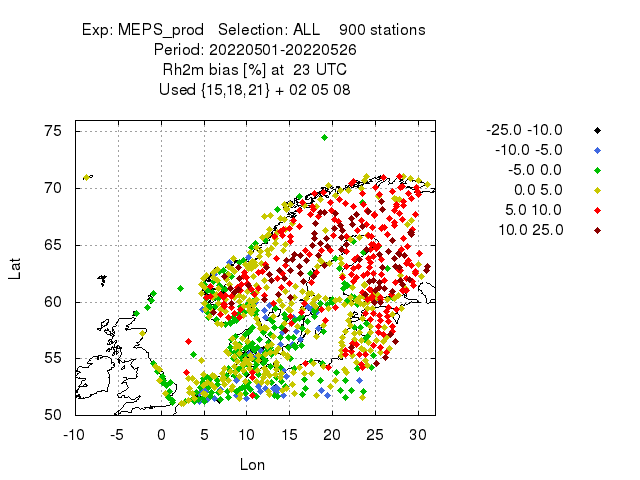 Exp: MEPS_prod   Selection: ALL    900 stations
Period: 20220501-20220526
Rh2m bias [%] at  23 UTC
Used {15,18,21} + 02 05 08
75
70
65
60
55
50
-10 -5 0 5 10 15 20 25 30
Lat
Lon
-25.0 -10.0
-10.0 -5.0
-5.0 0.0
0.0 5.0
5.0 10.0
10.0 25.0